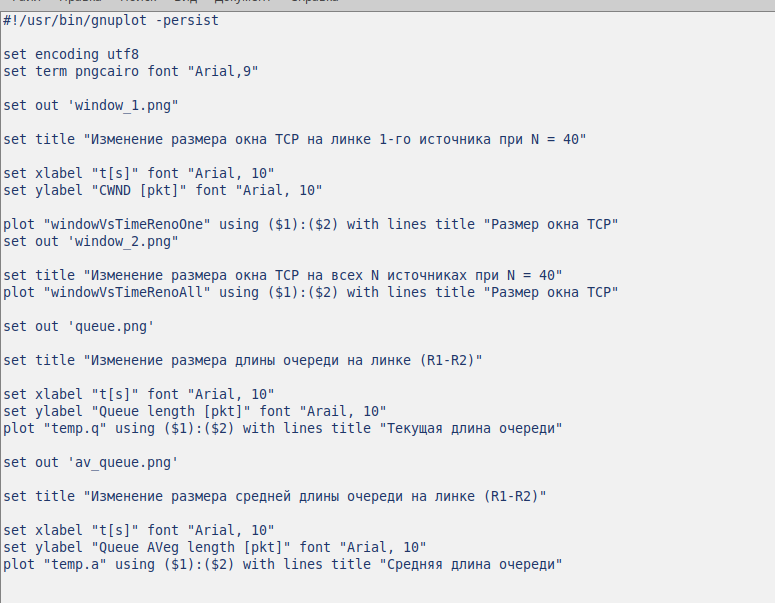 #!/usr/bin/gnuplot -persist
set encoding utf8
set term pngcairo font "Arial,9"
set out 'window_1.png"
set title "Изменение размера окна TCP на линке 1-го источника при N = 40"
set xlabel "t[s]" font "Arial, 10"
set ylabel "CWND [pkt]" font "Arial, 10"
plot "windowVsTimeRenoOne" using ($1):($2) with lines title "Размер окна TCP"
set out 'window_2.png"
set title "Изменение размера окна TCP на всех N источниках при N = 40"
plot "windowVsTimeRenoAll" using ($1):($2) with lines title "Размер окна TCP"
set out 'queue.png'
set title "Изменение размера длины очереди на линке (R1-R2)"
set xlabel "t[s]" font "Arial, 10"
set ylabel "Queue length [pkt]" font "Arail, 10"
plot "temp.q" using ($1):($2) with lines title "Текущая длина очереди"
set out 'av_queue.png'
set title "Изменение размера средней длины очереди на линке (R1-R2)"
set xlabel "t[s]" font "Arial, 10"
set ylabel "Queue AVeg length [pkt]" font "Arial, 10"
plot "temp.a" using ($1):($2) with lines title "Средняя длина очереди"